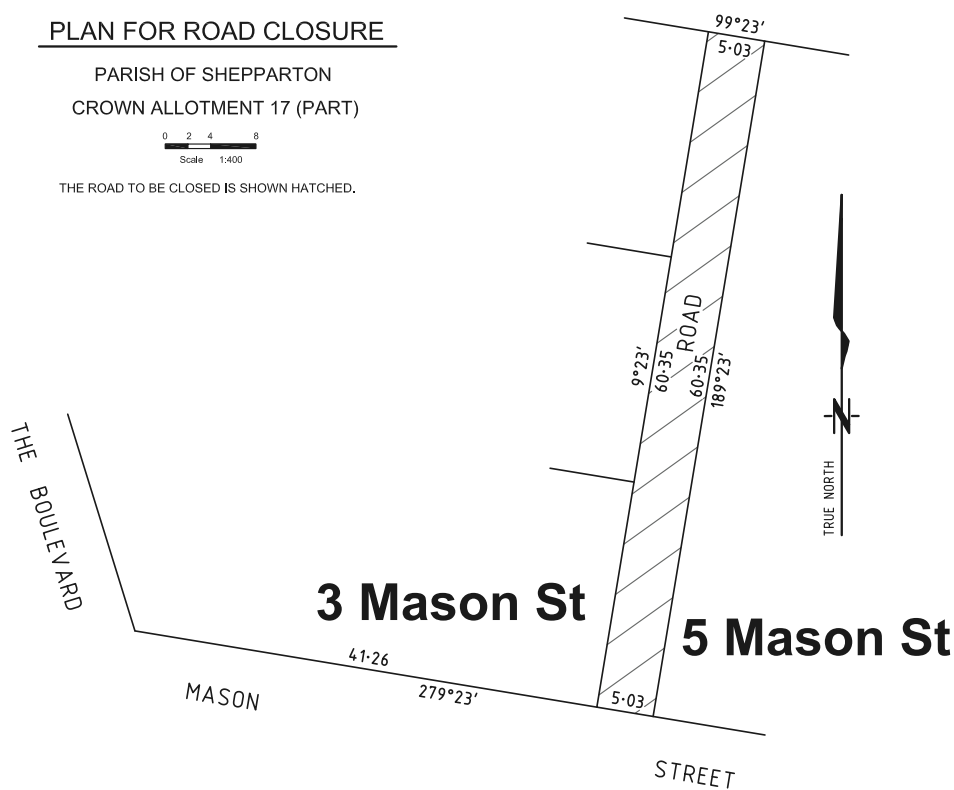 PLAN FOR ROAD CLOSURE
PARISH OF SHEPPARTON
CROWN ALLOTMENT 17 (PART)
0 2 4 8
Scale 1:400
THE ROAD TO BE CLOSED IS SHOWN HATCHED.
99°23'
5·03
ROAD
9°23'
60·35
60·35
189°23'
N
TRUE NORTH
THE BOULEVARD
3 Mason St
5 Mason St
41·26
279°23'
5·03
MASON
STREET